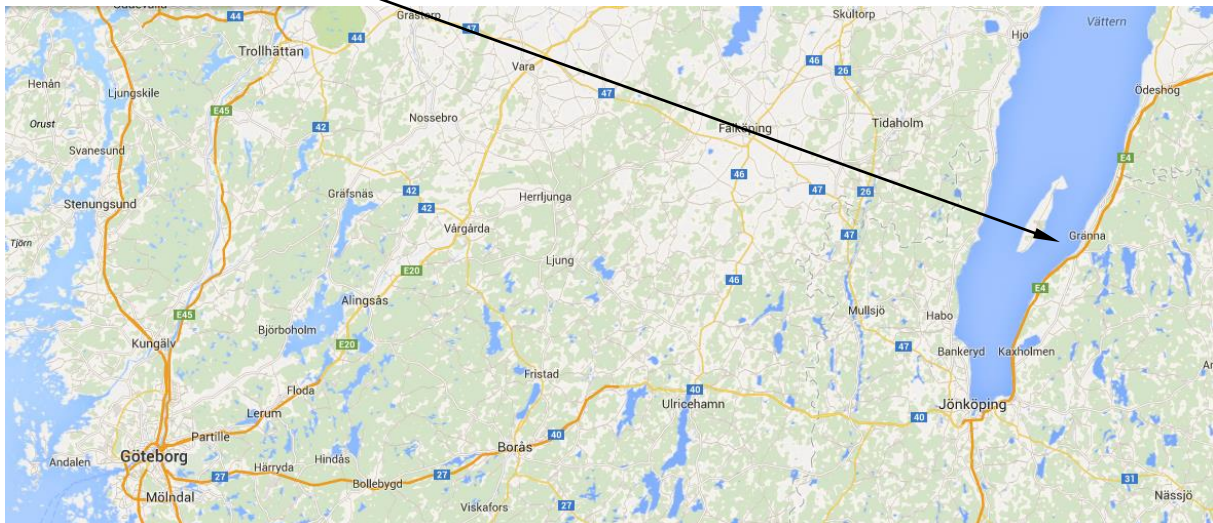 Uddevalla
44
Grästorp
47
Skultorp
Vättern
Hjo
44
Trollhättan
Vara
46
26
Henån
Ljungskile
47
Ödeshög
E45
Nossebro
Orust
42
Falköping
Tidaholm
Svanesund
E4
46
Gräfsnäs
42
Herrljunga
47
26
Stenungsund
42
Vårgårda
47
Gränna
Tjörn
Ljung
E20
46
E4
Alingsås
Mullsjö
Habo
E45
Björboholm
Kungälv
E20
47
Bankeryd
Kaxholmen
Fristad
Floda
40
Ulricehamn
Jönköping
Lerum
40
Partille
40
Göteborg
Borås
Andalen
Hindås
Härryda
27
27
Bollebygd
31
Mölndal
Nässjö
Viskafors
27
27